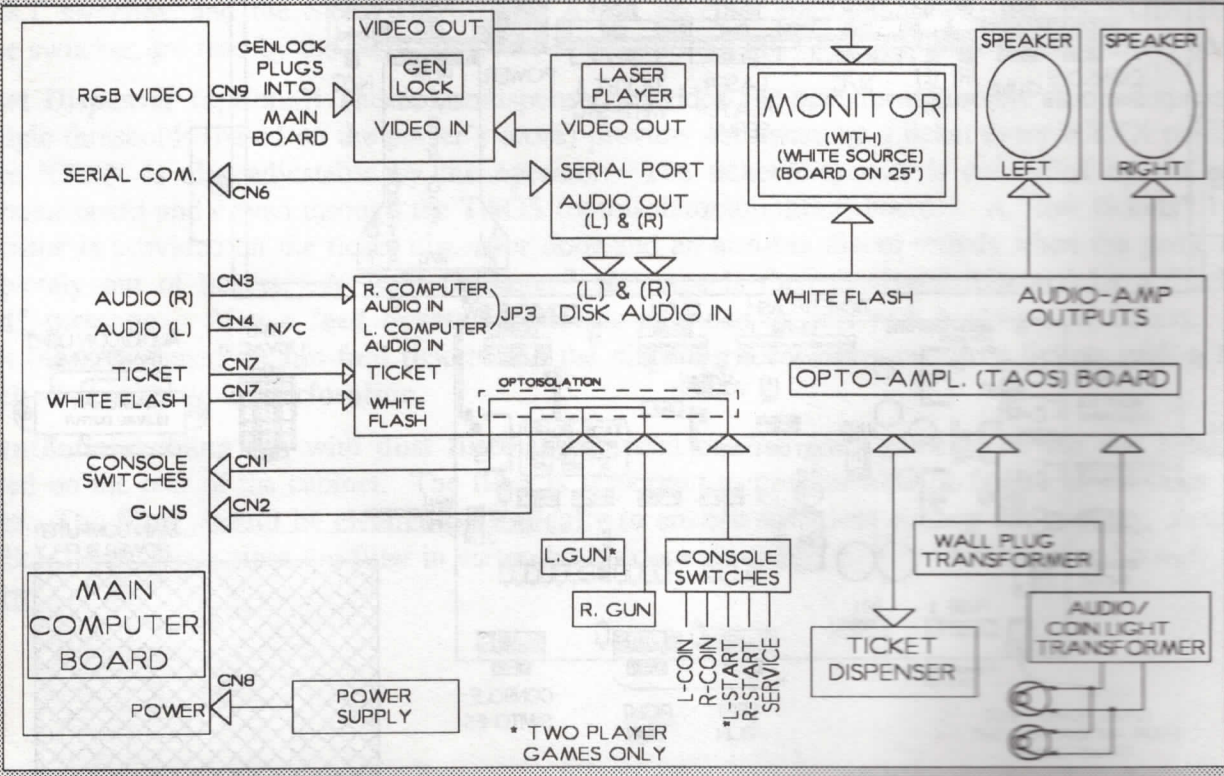 VIDEO OUT
GENLOCK
PLUGS
INTO
MAIN
BOARD
GEN
LOCK
VIDEO IN
LASER
PLAYER
VIDEO OUT
SERIAL PORT
AUDIO OUT
(L) & (R)
MONITOR
(WITH)
(WHITE SOURCE)
(BOARD ON 25")
SPEAKER
LEFT
SPEAKER
RIGHT
RGB VIDEO
CN9
SERIAL COM.
CN6
AUDIO (R)
CN3
AUDIO (L)
CN4
N/C
TICKET
CN7
WHITE FLASH
CN7
R. COMPUTER
AUDIO IN
L. COMPUTER
AUDIO IN
TICKET
WHITE
FLASH
JP3
(L) & (R)
DISK AUDIO IN
WHITE FLASH
AUDIO-AMP
OUTPUTS
OPTOISOLATION
OPTO-AMPL. (TAOS) BOARD
CONSOLE
SWITCHES
CN1
GUNS
CN2
L.GUN*
R. GUN
CONSOLE
SWITCHES
L-COIN
R-COIN
*L-START
R-START
SERVICE
WALL PLUG
TRANSFORMER
AUDIO/
COIN LIGHT
TRANSFORMER
TICKET
DISPENSER
MAIN
COMPUTER
BOARD
POWER
CN8
POWER
SUPPLY
* TWO PLAYER
GAMES ONLY